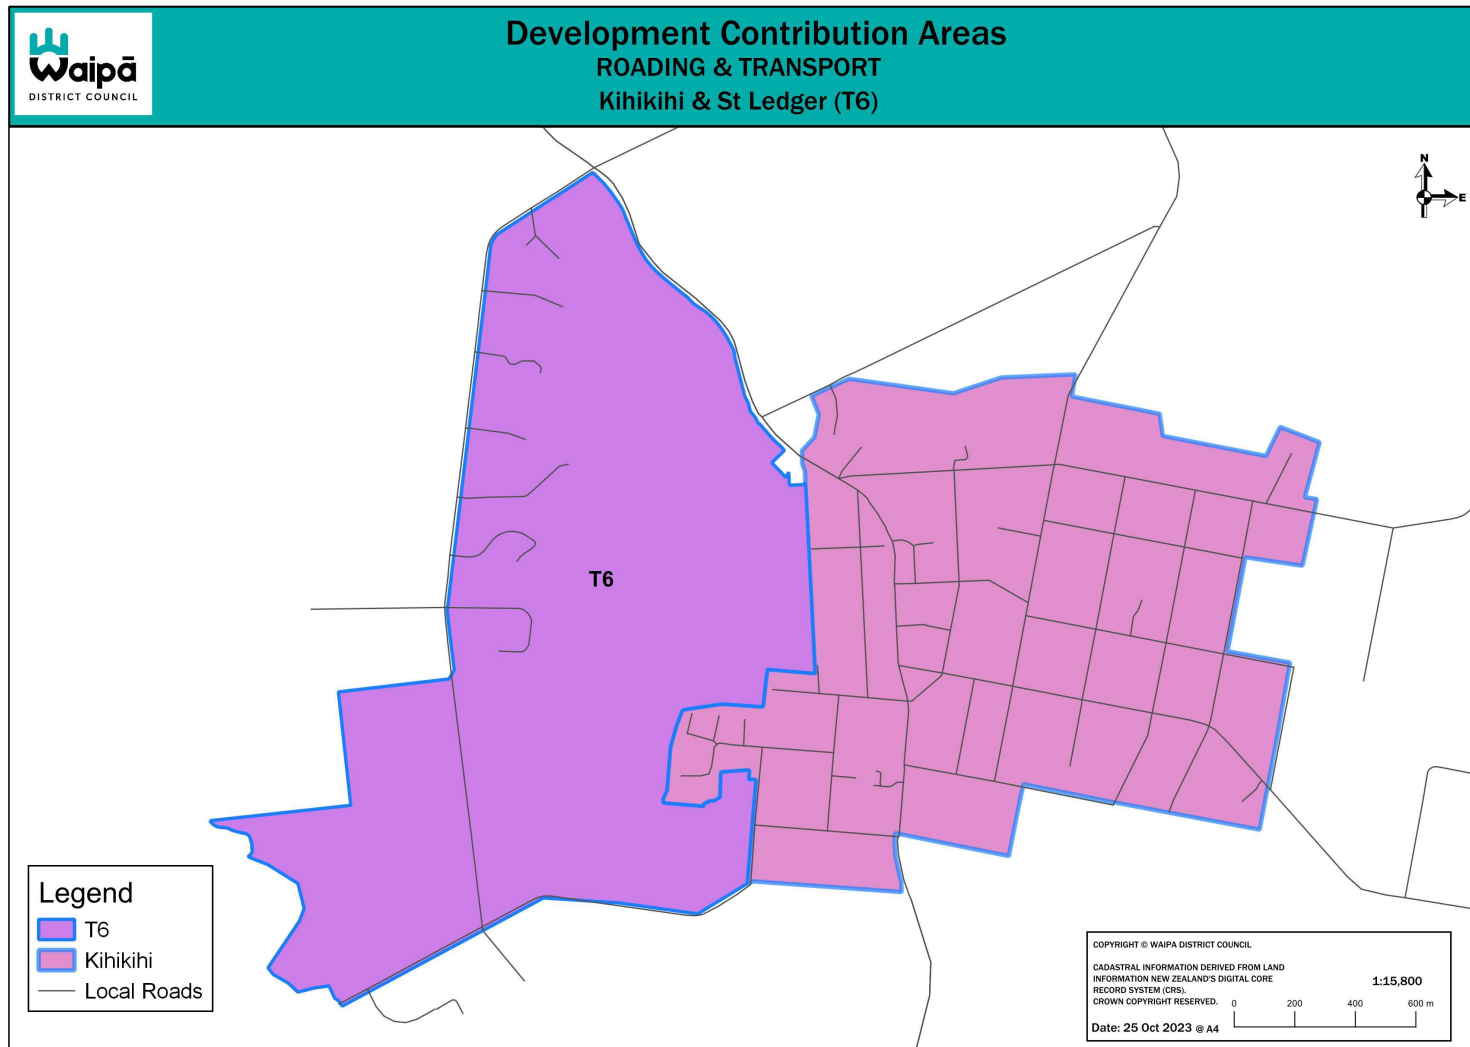 Waipā
DISTRICT COUNCIL
Development Contribution Areas
ROADING & TRANSPORT
Kihikihi & St Ledger (T6)
N
E
T6
Legend
T6
Kihikihi
Local Roads
COPYRIGHT © WAIPA DISTRICT COUNCIL
CADASTRAL INFORMATION DERIVED FROM LAND
INFORMATION NEW ZEALAND'S DIGITAL CORE
RECORD SYSTEM (CRS).
CROWN COPYRIGHT RESERVED.
1:15,800
0 200 400 600 m
Date: 25 Oct 2023 @ A4